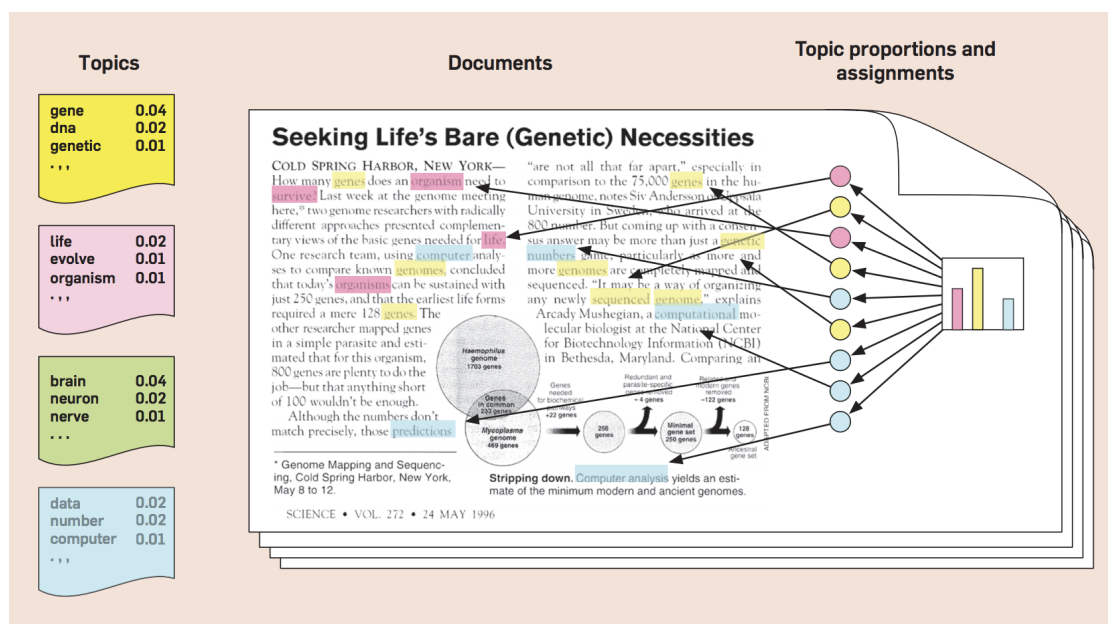 Topics
Documents
Topic proportions and
assignments
gene 0.04
dna 0.02
genetic 0.01
. , ,
life 0.02
evolve 0.01
organism 0.01
. , ,
brain 0.04
neuron 0.02
nerve 0.01
...
data 0.02
number 0.02
computer 0.01
. , ,
Seeking Life's Bare (Genetic) Necessities
COLD SPRING HARBOR, NEW YORK—
How many genes does an organism need to
survive? Last week at the genome meeting
here,* two genome researchers with radically
different approaches presented complemen-
tary views of the basic genes needed for life.
One research team, using computer analy-
ses to compare known genomes, concluded
that today's organisms can be sustained with
just 250 genes, and that the earliest life forms
required a mere 128 genes. The
other researcher mapped genes
in a simple parasite and esti-
mated that for this organism,
800 genes are plenty to do the
job—but that anything short
of 100 wouldn't be enough.
Although the numbers don't
match precisely, those predictions
* Genome Mapping and Sequenc-
ing, Cold Spring Harbor, New York,
May 8 to 12.
"are not all that far apart," especially in
comparison to the 75,000 genes in the hu-
man genome, notes Siv Andersson of Uppsala
University in Sweden, who arrived at the
800 number. But coming up with a consen-
sus answer may be more than just a genetic
numbers game, particularly as more and
more genomes are completely mapped and
sequenced. "It may be a way of organizing
any newly sequenced genome," explains
Arcady Mushegian, a computational mo-
lecular biologist at the National Center
for Biotechnology Information (NCBI)
in Bethesda, Maryland. Comparing an
Haemophilus
genome
1703 genes
Genes
in common
233 genes
Mycoplasma
genome
469 genes
Genes
needed
for biochemical
pathways
+22 genes
256
genes
Redundant and
parasite-specific
genes removed
– 4 genes
Minimal
gene set
250 genes
Related and
modern genes
removed
–122 genes
128
genes
Ancestral
gene set
ADAPTED FROM NCBI
Stripping down. Computer analysis yields an esti-
mate of the minimum modern and ancient genomes.
SCIENCE • VOL. 272 • 24 MAY 1996